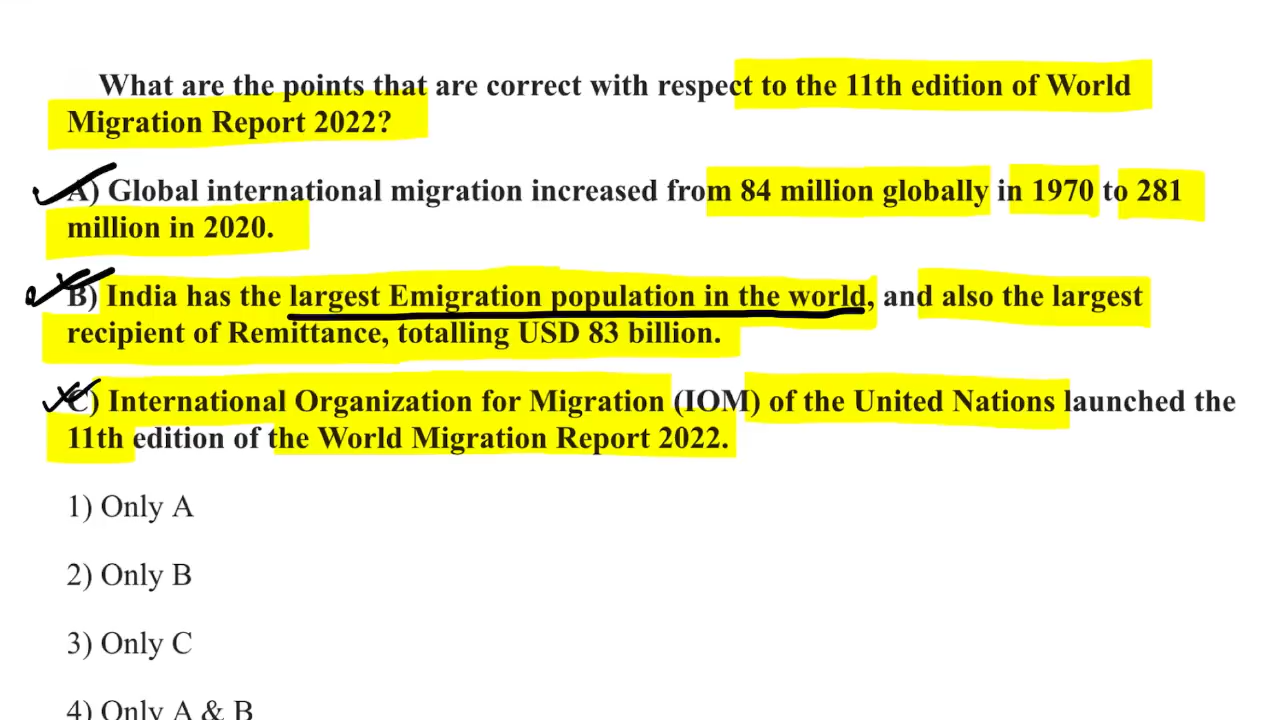 What are the points that are correct with respect to the 11th edition of World
Migration Report 2022?
A) Global international migration increased from 84 million globally in 1970 to 281
million in 2020.
B) India has the largest Emigration population in the world, and also the largest
recipient of Remittance, totalling USD 83 billion.
C) International Organization for Migration (IOM) of the United Nations launched the
11th edition of the World Migration Report 2022.
1) Only A
2) Only B
3) Only C
4) Only A & B